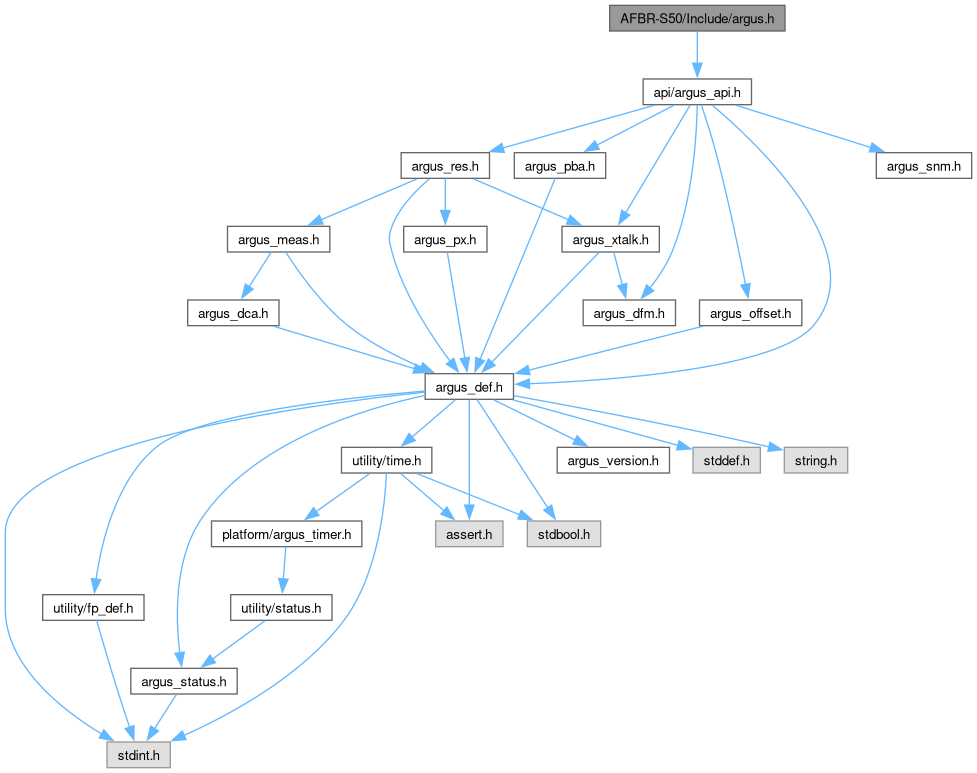 AFBR-S50/Include/argus.h
api/argus_api.h
argus_res.h
argus_pba.h
argus_snm.h
argus_meas.h
argus_px.h
argus_xtalk.h
argus_dca.h
argus_dfm.h
argus_offset.h
argus_def.h
utility/time.h
argus_version.h
stddef.h
string.h
platform/argus_timer.h
assert.h
stdbool.h
utility/fp_def.h
utility/status.h
argus_status.h
stdint.h